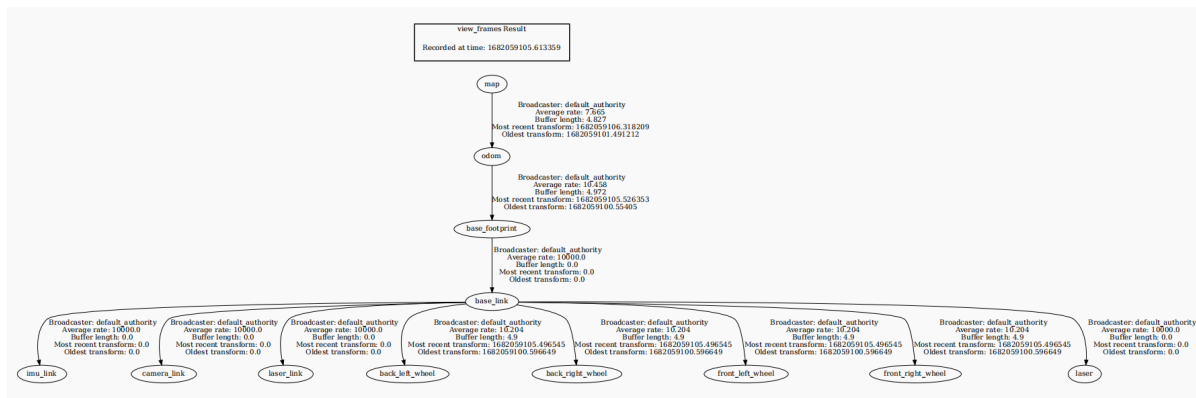 view_frames Result
Recorded at time: 1682059105.613359
map
Broadcaster: default_authority
Average rate: 7.665
Buffer length: 4.827
Most recent transform: 1682059106.318209
Oldest transform: 1682059101.491212
odom
Broadcaster: default_authority
Average rate: 10.458
Buffer length: 4.972
Most recent transform: 1682059105.526353
Oldest transform: 1682059100.55405
base_footprint
Broadcaster: default_authority
Average rate: 10000.0
Buffer length: 0.0
Most recent transform: 0.0
Oldest transform: 0.0
base_link
Broadcaster: default_authority
Average rate: 10000.0
Buffer length: 0.0
Most recent transform: 0.0
Oldest transform: 0.0
imu_link
Broadcaster: default_authority
Average rate: 10000.0
Buffer length: 0.0
Most recent transform: 0.0
Oldest transform: 0.0
camera_link
Broadcaster: default_authority
Average rate: 10000.0
Buffer length: 0.0
Most recent transform: 0.0
Oldest transform: 0.0
laser_link
Broadcaster: default_authority
Average rate: 10.204
Buffer length: 4.9
Most recent transform: 1682059105.496545
Oldest transform: 1682059100.596649
back_left_wheel
Broadcaster: default_authority
Average rate: 10.204
Buffer length: 4.9
Most recent transform: 1682059105.496545
Oldest transform: 1682059100.596649
back_right_wheel
Broadcaster: default_authority
Average rate: 10.204
Buffer length: 4.9
Most recent transform: 1682059105.496545
Oldest transform: 1682059100.596649
front_left_wheel
Broadcaster: default_authority
Average rate: 10.204
Buffer length: 4.9
Most recent transform: 1682059105.496545
Oldest transform: 1682059100.596649
front_right_wheel
Broadcaster: default_authority
Average rate: 10000.0
Buffer length: 0.0
Most recent transform: 0.0
Oldest transform: 0.0
laser